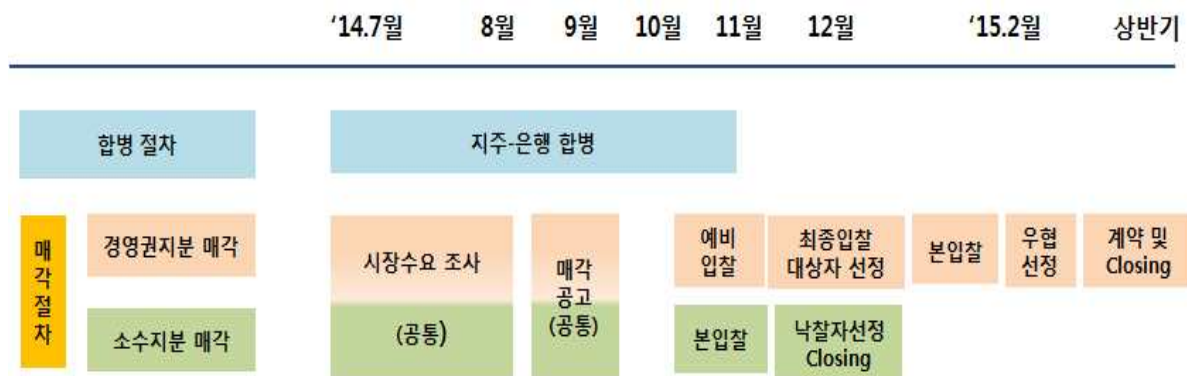 ‘14.7월 8월 9월 10월 11월 12월 ‘15.2월 상반기
합병 절차
지주-은행 합병
매각절차
경영권지분 매각
시장수요 조사
(공통)
매각
공고
(공통)
예비
입찰
최종입찰
대상자 선정
본입찰
우협
선정
계약 및
Closing
소수지분 매각
본입찰
낙찰자선정
Closing